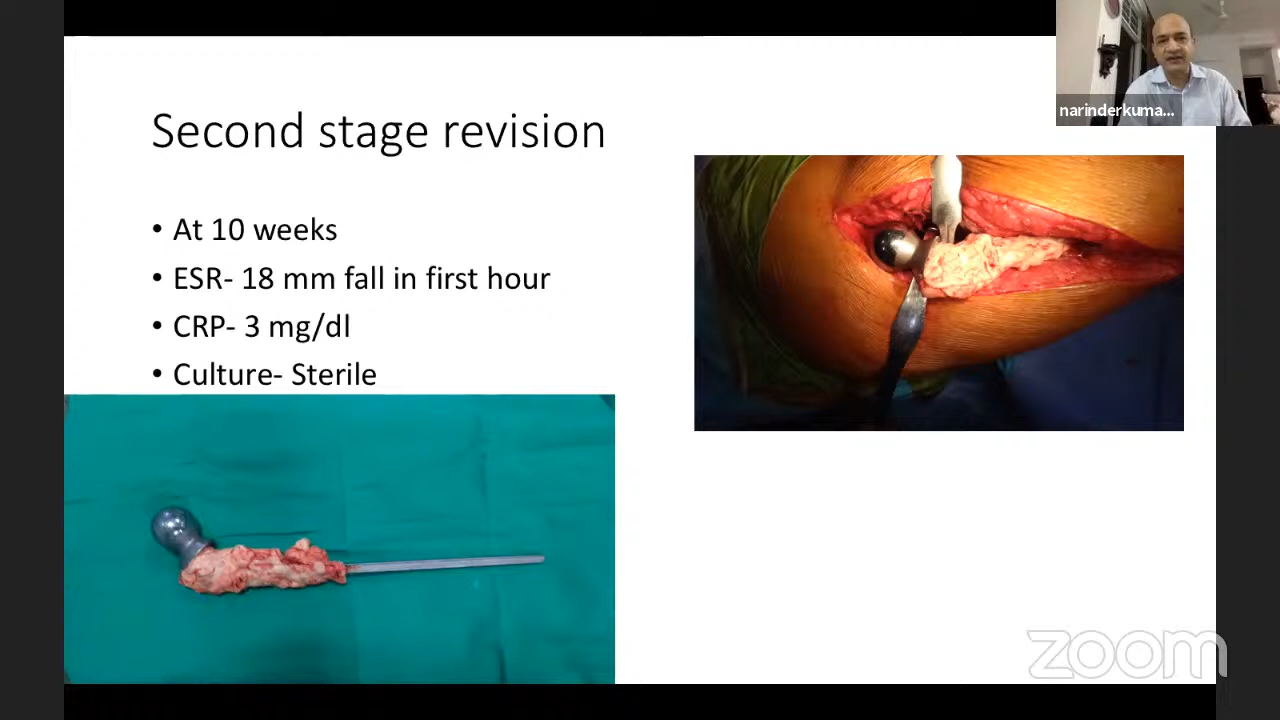 narinderkuma...
Second stage revision
• At 10 weeks
• ESR- 18 mm fall in first hour
• CRP- 3 mg/dl
• Culture- Sterile
zoom